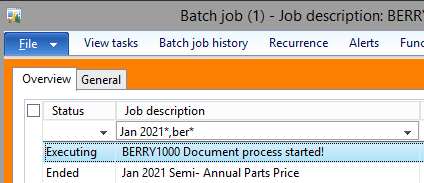 Batch job (1) - Job description: BERRY
File View tasks Batch job history Recurrence Alerts Func
Overview General
Status Job description
Jan 2021*,ber*
Executing BERRY1000 Document process started!
Ended Jan 2021 Semi- Annual Parts Price